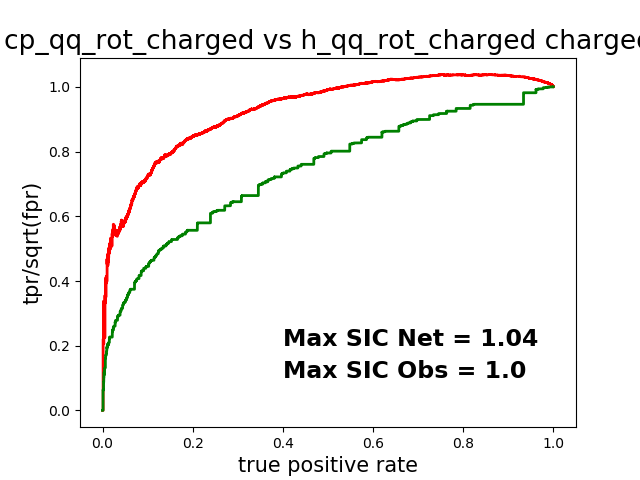 cp_qq_rot_charged vs h_qq_rot_charged charged
tpr/sqrt(fpr)
1.0
0.8
0.6
0.4
0.2
0.0
Max SIC Net = 1.04
Max SIC Obs = 1.0
0.0 0.2 0.4 0.6 0.8 1.0
true positive rate